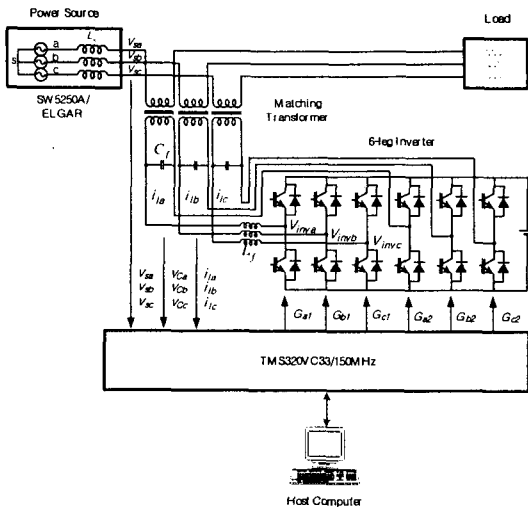 Power Source
Load
a
b
c
s
L
Vsa
Vsb
Vsc
SW5250A/
ELGAR
Matching
Transformer
6-leg Inverter
Cf
ila
ilb
ilc
Vinva
Vinvb
Vinvc
Lf
Vsa
Vsb
Vsc
VCa
VCb
VCc
ila
ilb
ilc
Ga1
Gb1
Gc1
Ga2
Gb2
Gc2
TMS320VC33/150MHz
Host Computer